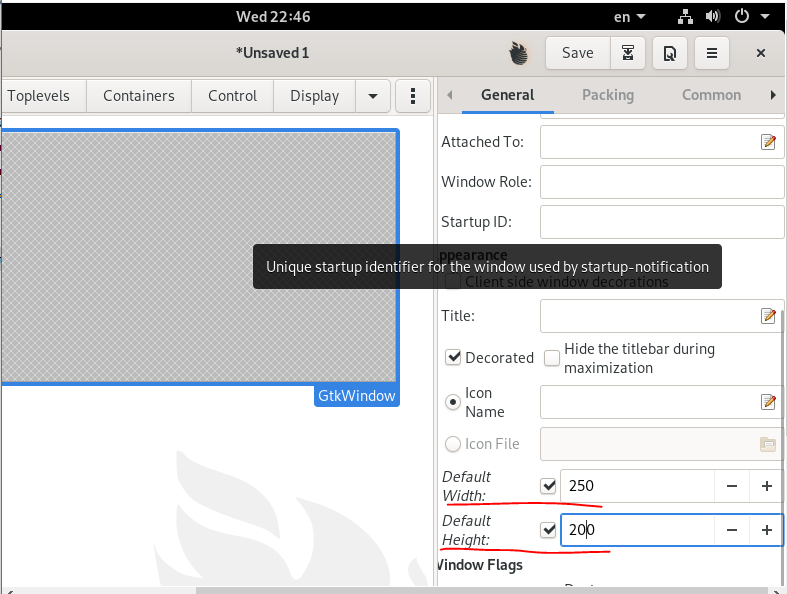 Wed 22:46
en
*Unsaved 1
Save
Toplevels
Containers
Control
Display
General
Packing
Common
Attached To:
Window Role:
Startup ID:
ppearance
Unique startup identifier for the window used by startup-notification
Client side window decorations
Title:
Decorated
Hide the titlebar during
maximization
Icon
Name
GtkWindow
Icon File
Default
Width:
250
Default
Height:
200
Window Flags